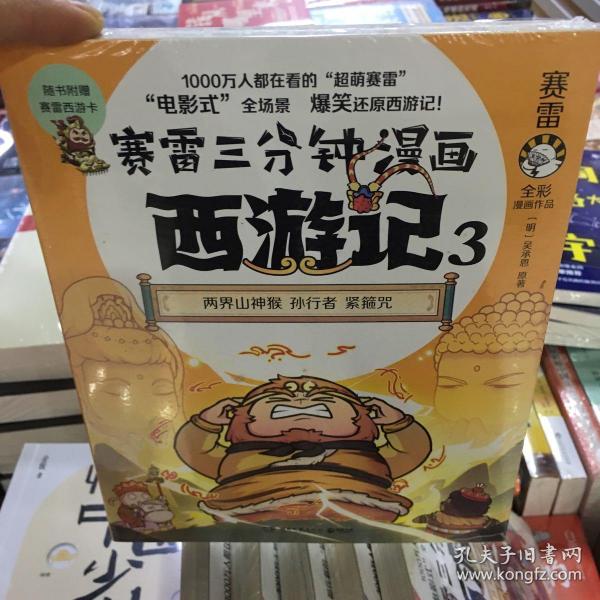 随书附赠
赛雷西游卡
1000万人都在看的“超萌赛雷”
“电影式”全场景 爆笑还原西游记！
赛雷三分钟漫画
西游记3
两界山神猴 孙行者 紧箍咒
赛雷
全彩
漫画作品
［明］吴承恩 原著
孔夫子旧书网
www.kongfz.com